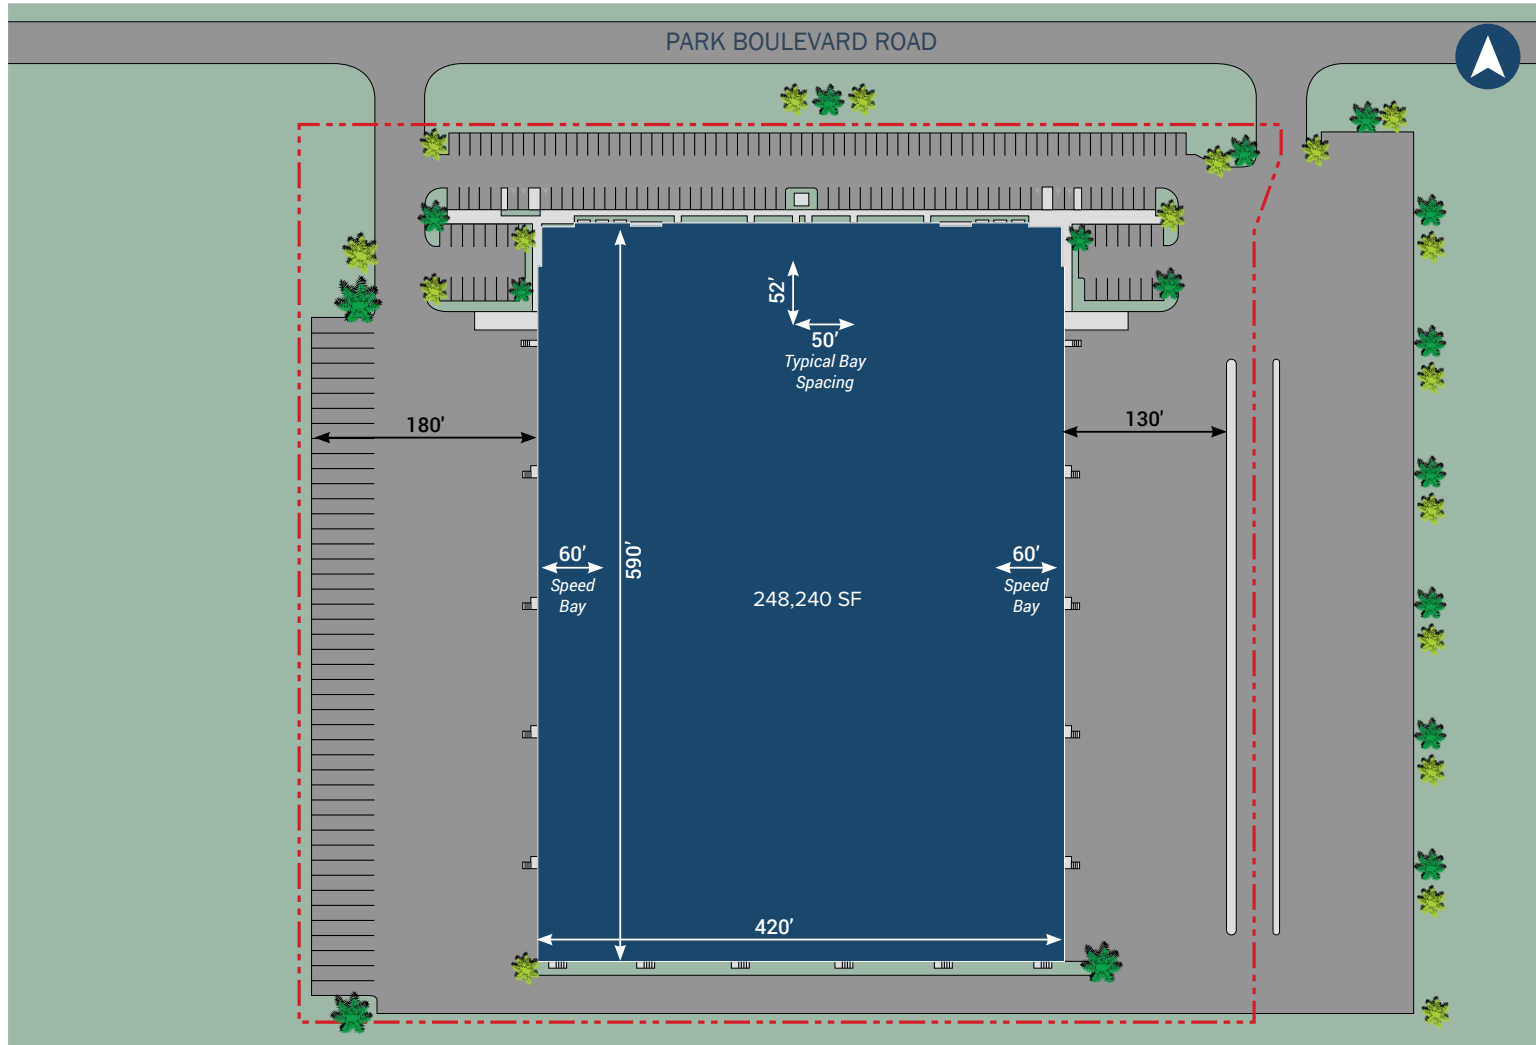 PARK BOULEVARD ROAD
52’
50’
Typical Bay
Spacing
180’
130’
60’
Speed
Bay
590’
60’
Speed
Bay
248,240 SF
420’